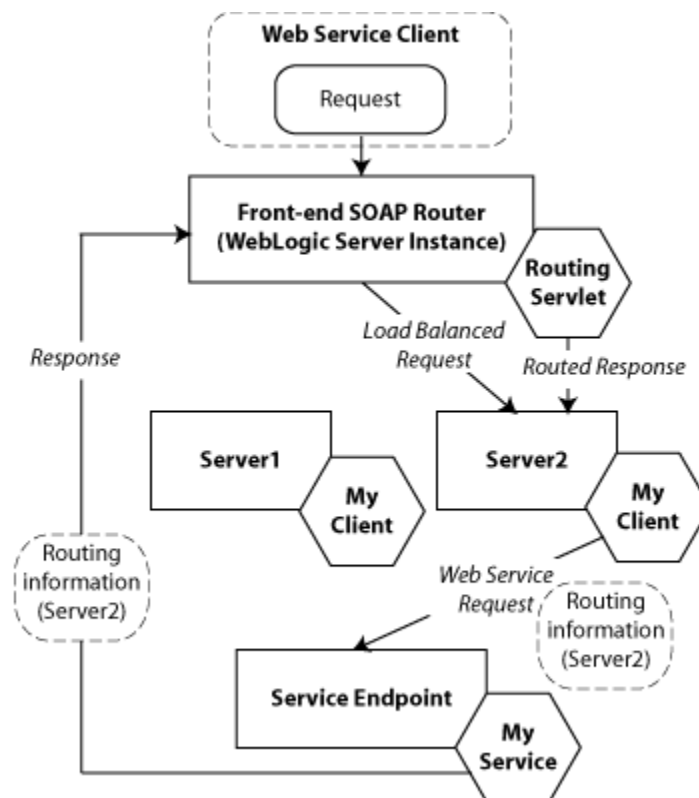 Web Service Client
Request
Front-end SOAP Router
(WebLogic Server Instance)
Routing
Servlet
Load Balanced
Request
Routed Response
Response
Server1
My
Client
Server2
My
Client
Routing
information
(Server2)
Web Service
Request
Routing
information
(Server2)
Service Endpoint
My
Service